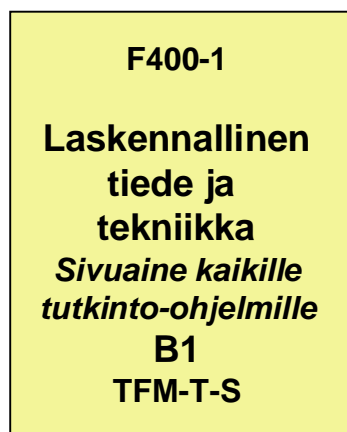 F400-1
Laskennallinen
tiede ja
tekniikka
Sivuaine kaikille
tutkinto-ohjelmille
B1
TFM-T-S